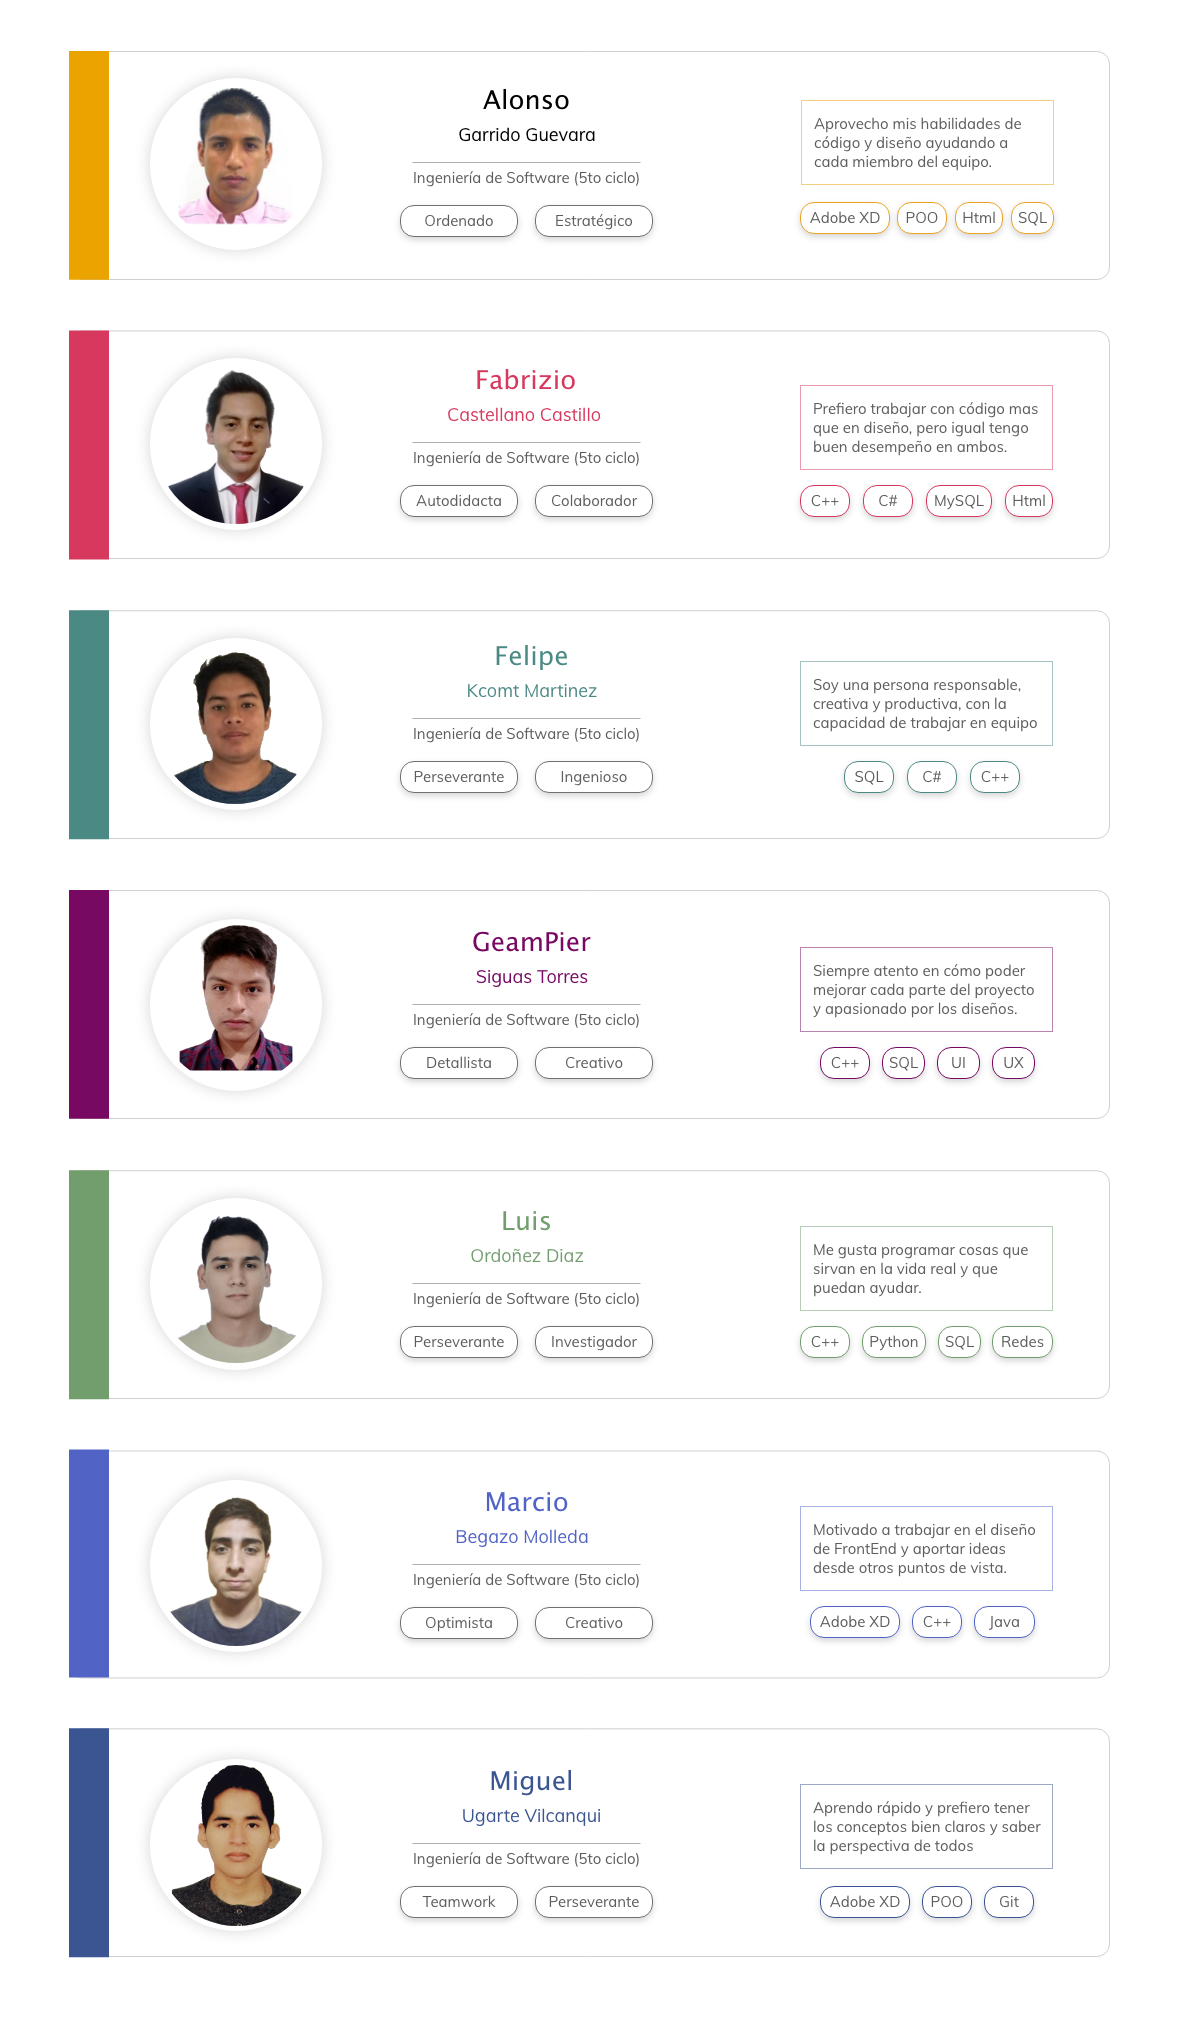 Alonso
Garrido Guevara
Ingeniería de Software (5to ciclo)
Ordenado Estratégico
Aprovecho mis habilidades de
código y diseño ayudando a
cada miembro del equipo.
Adobe XD POO Html SQL
Fabrizio
Castellano Castillo
Ingeniería de Software (5to ciclo)
Autodidacta Colaborador
Prefiero trabajar con código mas
que en diseño, pero igual tengo
buen desempeño en ambos.
C++ C# MySQL Html
Felipe
Kcomt Martinez
Ingeniería de Software (5to ciclo)
Perseverante Ingenioso
Soy una persona responsable,
creativa y productiva, con la
capacidad de trabajar en equipo
SQL C# C++
GeamPier
Siguas Torres
Ingeniería de Software (5to ciclo)
Detallista Creativo
Siempre atento en cómo poder
mejorar cada parte del proyecto
y apasionado por los diseños.
C++ SQL UI UX
Luis
Ordoñez Diaz
Ingeniería de Software (5to ciclo)
Perseverante Investigador
Me gusta programar cosas que
sirvan en la vida real y que
puedan ayudar.
C++ Python SQL Redes
Marcio
Begazo Molleda
Ingeniería de Software (5to ciclo)
Optimista Creativo
Motivado a trabajar en el diseño
de FrontEnd y aportar ideas
desde otros puntos de vista.
Adobe XD C++ Java
Miguel
Ugarte Vilcanqui
Ingeniería de Software (5to ciclo)
Teamwork Perseverante
Aprendo rápido y prefiero tener
los conceptos bien claros y saber
la perspectiva de todos
Adobe XD POO Git